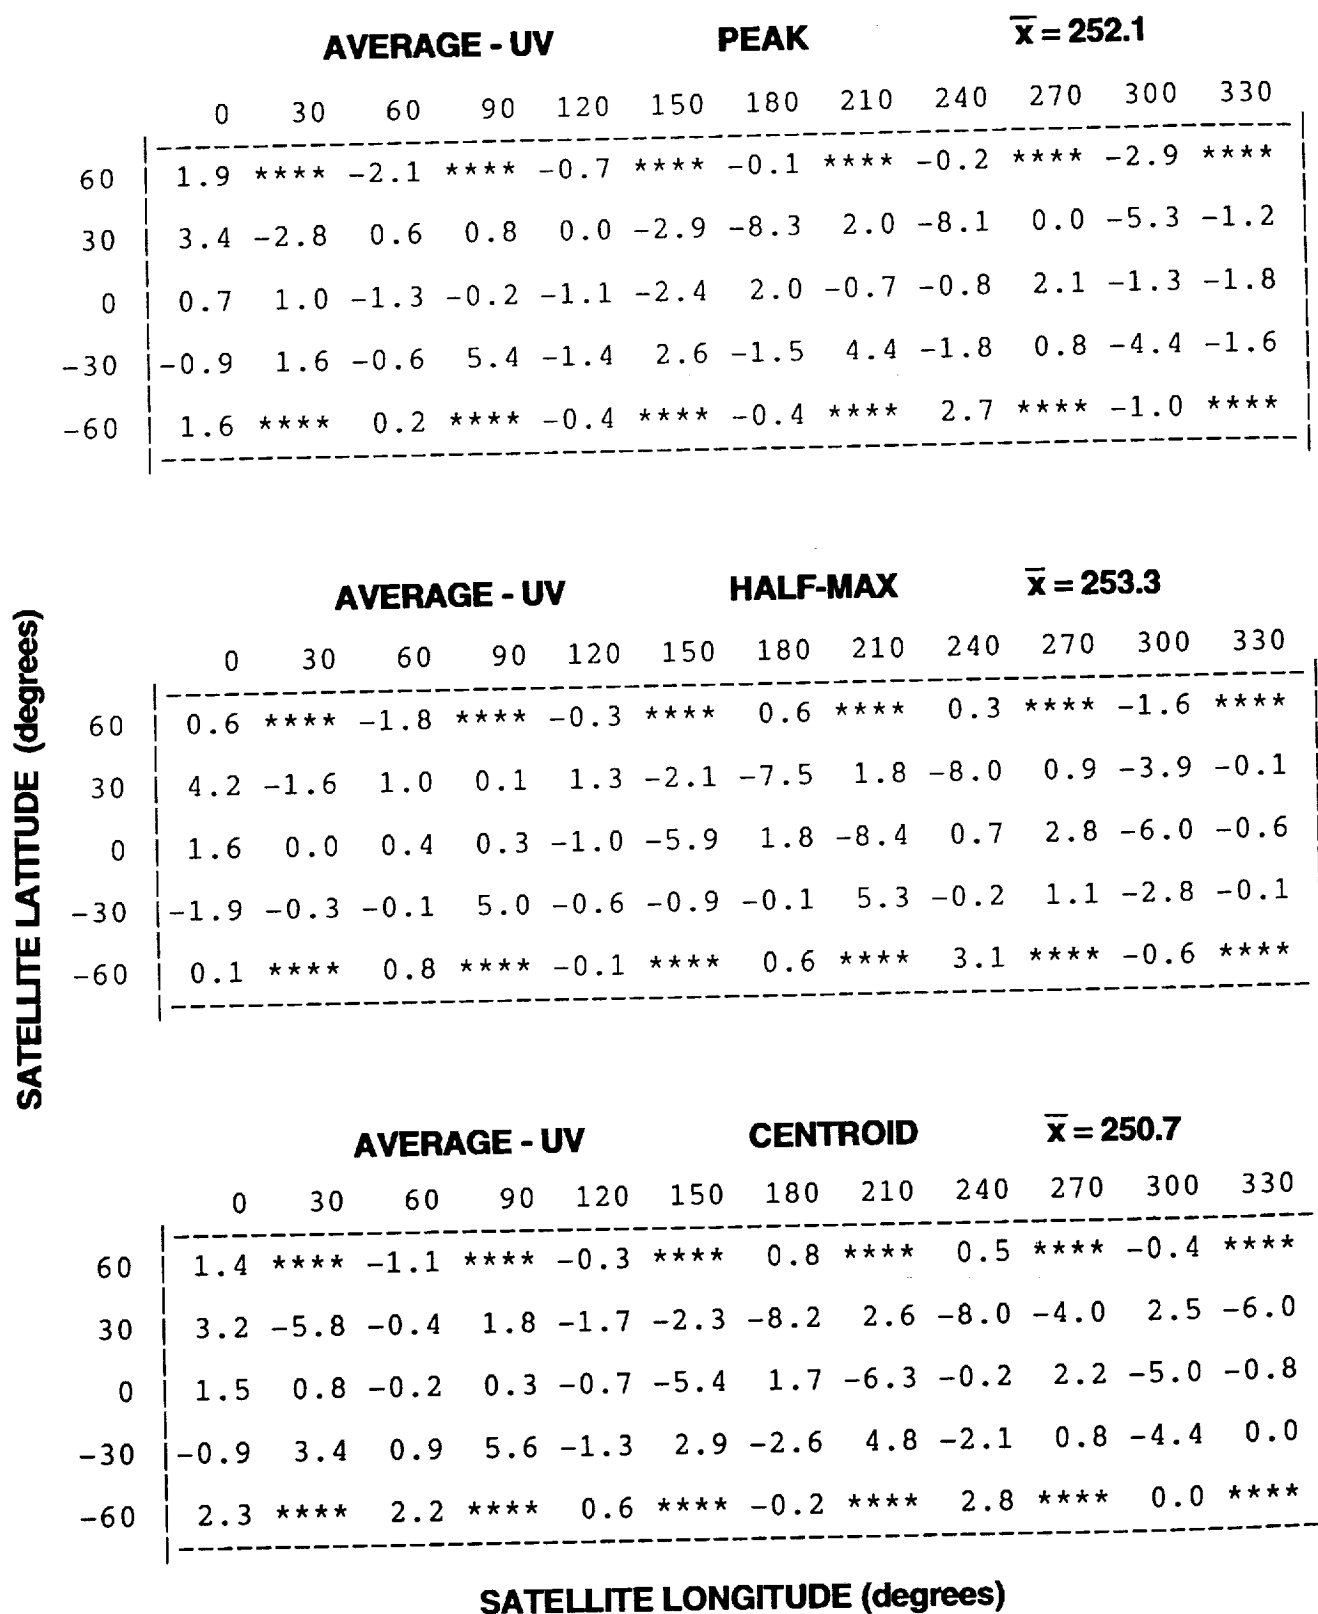 AVERAGE - UV PEAK x̅ = 252.1
0 30 60 90 120 150 180 210 240 270 300 330
60 1.9 **** -2.1 **** -0.7 **** -0.1 **** -0.2 **** -2.9 ****
30 3.4 -2.8 0.6 0.8 0.0 -2.9 -8.3 2.0 -8.1 0.0 -5.3 -1.2
0 0.7 1.0 -1.3 -0.2 -1.1 -2.4 2.0 -0.7 -0.8 2.1 -1.3 -1.8
-30 -0.9 1.6 -0.6 5.4 -1.4 2.6 -1.5 4.4 -1.8 0.8 -4.4 -1.6
-60 1.6 **** 0.2 **** -0.4 **** -0.4 **** 2.7 **** -1.0 ****
SATELLITE LATITUDE (degrees)
AVERAGE - UV HALF-MAX x̅ = 253.3
0 30 60 90 120 150 180 210 240 270 300 330
60 0.6 **** -1.8 **** -0.3 **** 0.6 **** 0.3 **** -1.6 ****
30 4.2 -1.6 1.0 0.1 1.3 -2.1 -7.5 1.8 -8.0 0.9 -3.9 -0.1
0 1.6 0.0 0.4 0.3 -1.0 -5.9 1.8 -8.4 0.7 2.8 -6.0 -0.6
-30 -1.9 -0.3 -0.1 5.0 -0.6 -0.9 -0.1 5.3 -0.2 1.1 -2.8 -0.1
-60 0.1 **** 0.8 **** -0.1 **** 0.6 **** 3.1 **** -0.6 ****
AVERAGE - UV CENTROID x̅ = 250.7
0 30 60 90 120 150 180 210 240 270 300 330
60 1.4 **** -1.1 **** -0.3 **** 0.8 **** 0.5 **** -0.4 ****
30 3.2 -5.8 -0.4 1.8 -1.7 -2.3 -8.2 2.6 -8.0 -4.0 2.5 -6.0
0 1.5 0.8 -0.2 0.3 -0.7 -5.4 1.7 -6.3 -0.2 2.2 -5.0 -0.8
-30 -0.9 3.4 0.9 5.6 -1.3 2.9 -2.6 4.8 -2.1 0.8 -4.4 0.0
-60 2.3 **** 2.2 **** 0.6 **** -0.2 **** 2.8 **** 0.0 ****
SATELLITE LONGITUDE (degrees)